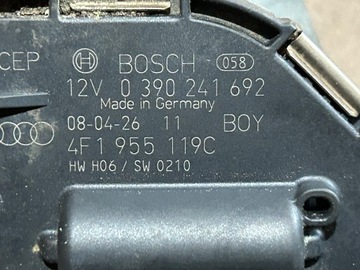 CEP BOSCH 058
12V 0 390 241 692
Made in Germany
08-04-26 11 BOY
4F1 955 119C
HW H06 / SW 0210